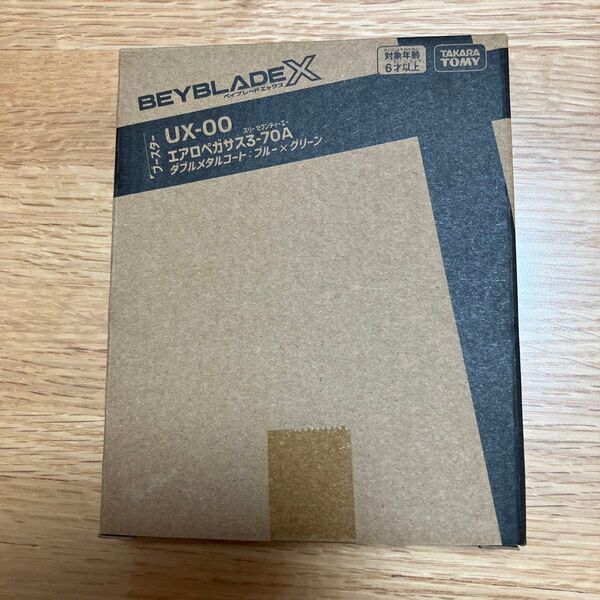 BEYBLADE X
ベイブレードエックス
対象年齢
6才以上
TAKARA
TOMY
ブースター
UX-00
スリーセブンティーエー
エアロペガサス3-70A
ダブルメタルコート:ブルー×グリーン